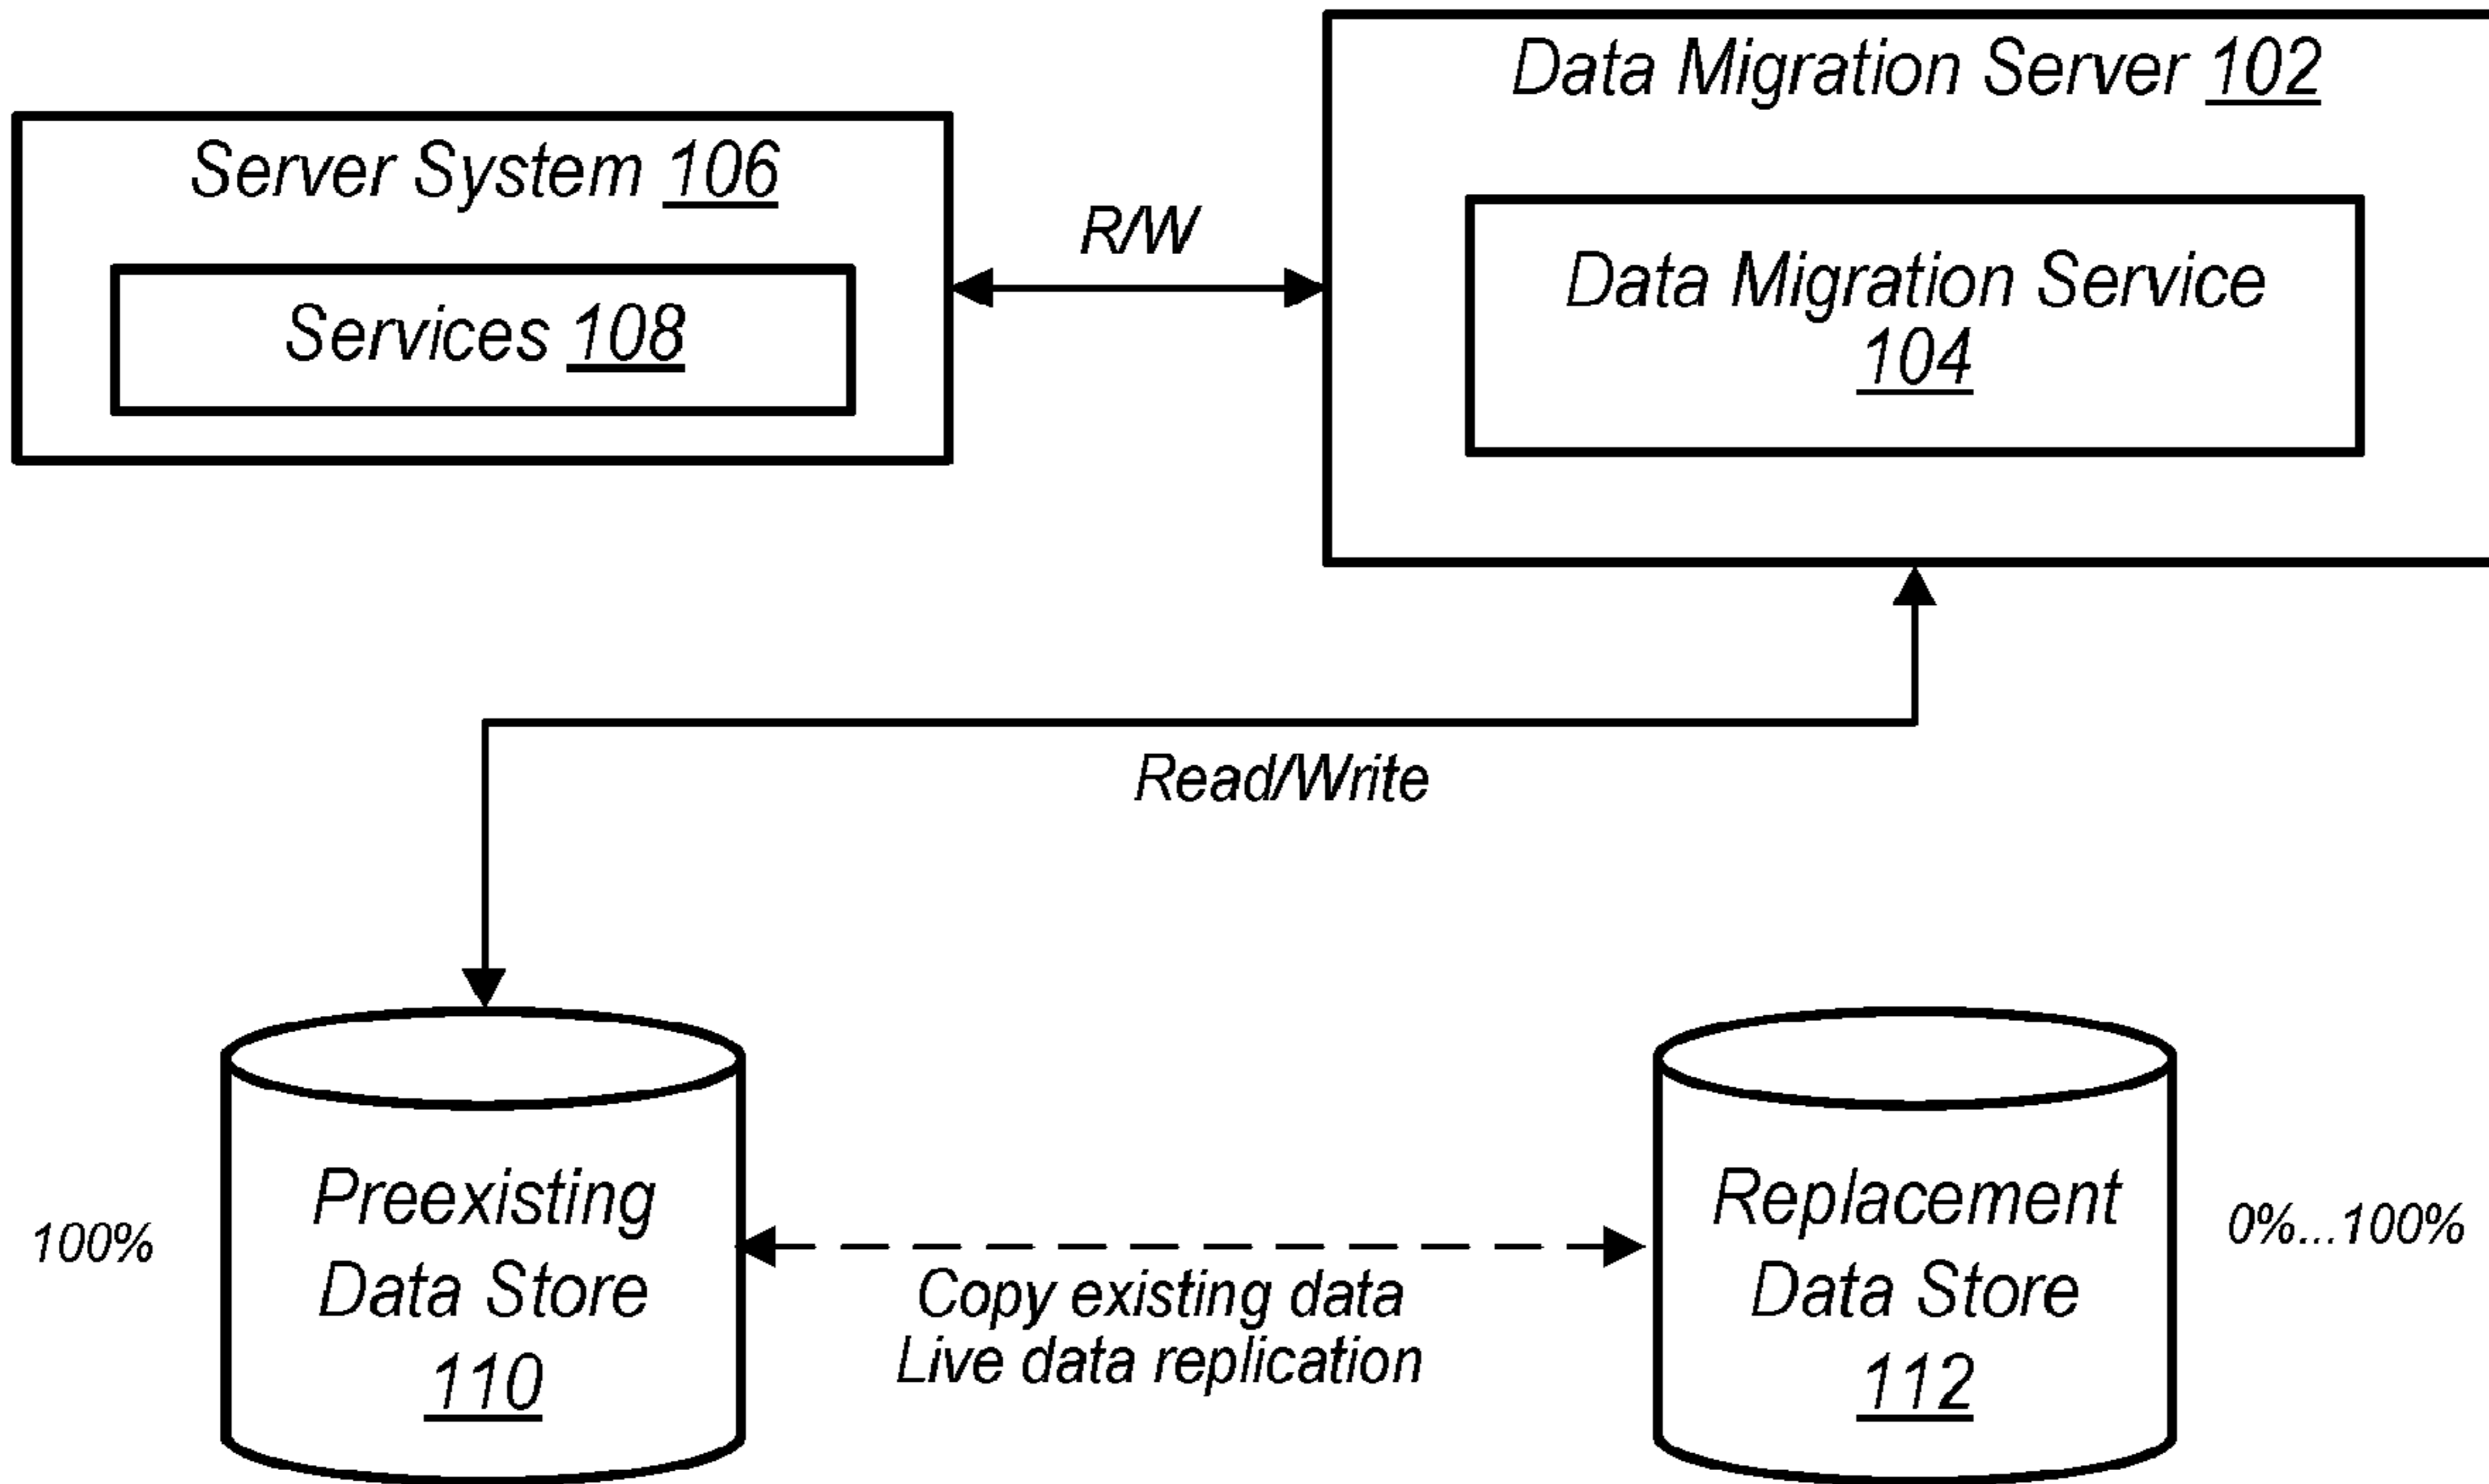 Data Migration Server 102
Server System 106
R/W
Data Migration Service
104
Services 108
Read/Write
Preexisting
Data Store
110
100%
Copy existing data
Live data replication
Replacement
Data Store
112
0%...100%